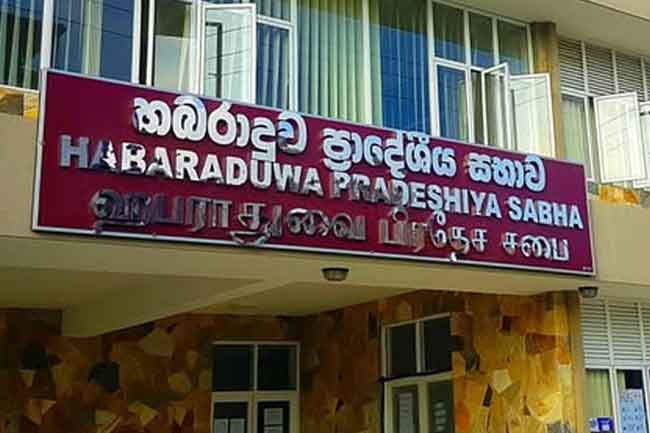 හබරාදුව ප්‍රාදේශීය සභාව
HABARADUWA PRADESHIYA SABHA
ஹபராதுவை பிரதேச சபை